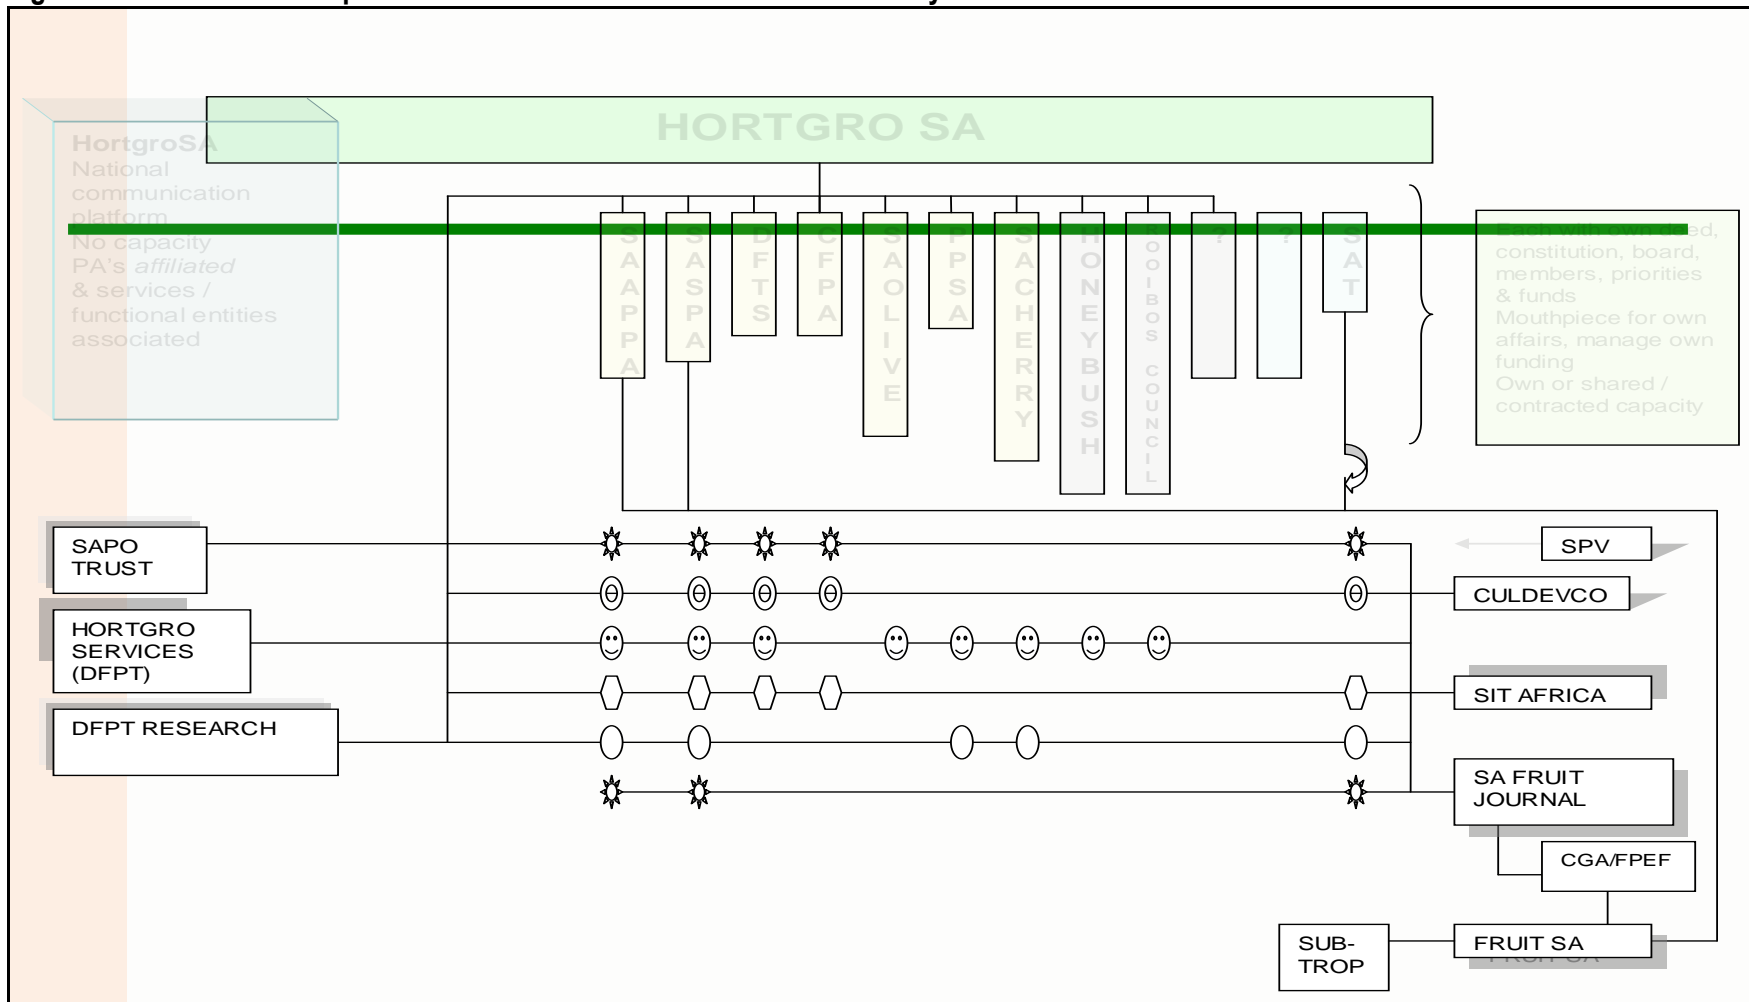 HORTGRO SA
HortgroSA
National
communication
platform
No capacity
PA's affiliated
& services /
functional entities
associated
SAAPPA
SASPA
DFTS
CFPA
SAOLIVE
PPSA
SACHERRY
HONEYBUSH
ROOIBOS COUNCIL
?
?
SAT
Each with own deed,
constitution, board,
members, priorities
& funds
Mouthpiece for own
affairs, manage own
funding
Own or shared /
contracted capacity
SAPO
TRUST
SPV
CULDEVCO
HORTGRO
SERVICES
(DFPT)
SIT AFRICA
DFPT RESEARCH
SA FRUIT
JOURNAL
CGA/FPEF
SUB-
TROP
FRUIT SA